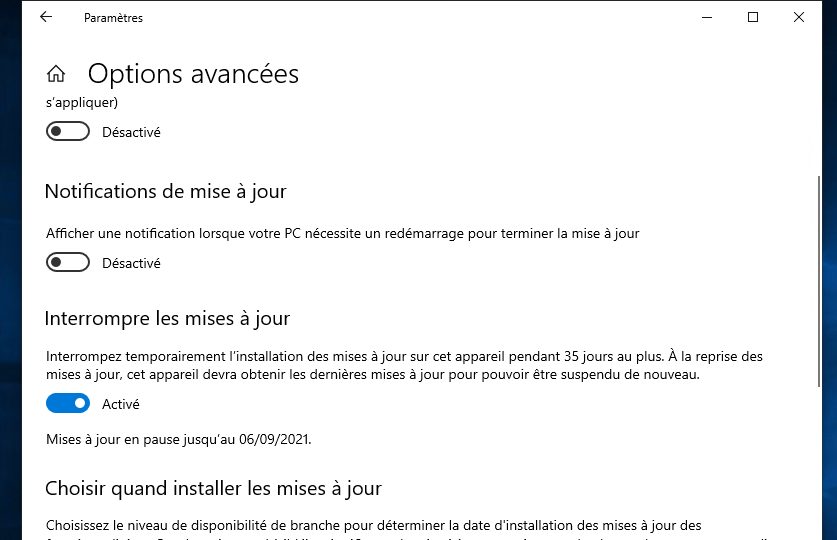 Paramètres
Options avancées
s'appliquer)
Désactivé
Notifications de mise à jour
Afficher une notification lorsque votre PC nécessite un redémarrage pour terminer la mise à jour
Désactivé
Interrompre les mises à jour
Interrompez temporairement l'installation des mises à jour sur cet appareil pendant 35 jours au plus. À la reprise des
mises à jour, cet appareil devra obtenir les dernières mises à jour pour pouvoir être suspendu de nouveau.
Activé
Mises à jour en pause jusqu'au 06/09/2021.
Choisir quand installer les mises à jour
Choisissez le niveau de disponibilité de branche pour déterminer la date d'installation des mises à jour des